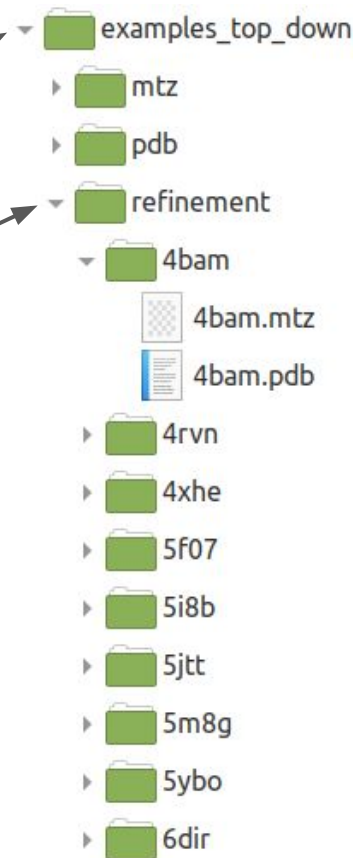 examples_top_down
mtz
pdb
refinement
4bam
4bam.mtz
4bam.pdb
4rvn
4xhe
5f07
5i8b
5jtt
5m8g
5ybo
6dir